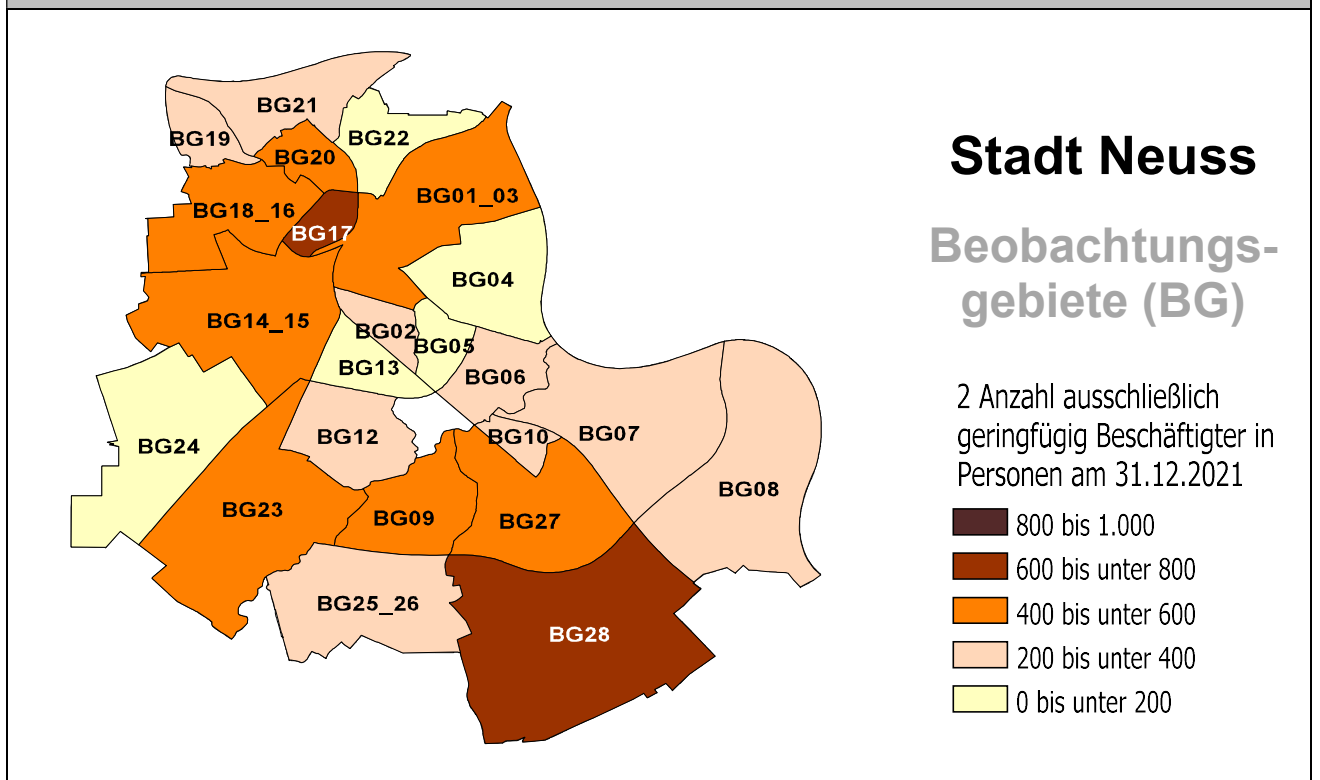 BG21
BG19
BG22
BG20
BG01_03
BG18_16
BG17
BG04
BG14_15
BG02
BG05
BG13
BG06
BG24
BG12
BG10
BG07
BG08
BG23
BG09
BG27
BG25_26
BG28
Stadt Neuss
Beobachtungs-
gebiete (BG)
2 Anzahl ausschließlich
geringfügig Beschäftigter in
Personen am 31.12.2021
800 bis 1.000
600 bis unter 800
400 bis unter 600
200 bis unter 400
0 bis unter 200